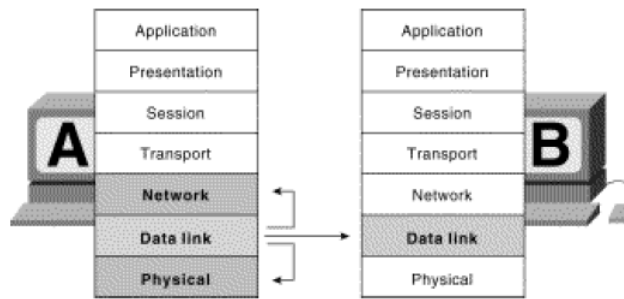 Application
Presentation
Session
Transport
Network
Data link
Physical
A
Application
Presentation
Session
Transport
Network
Data link
Physical
B